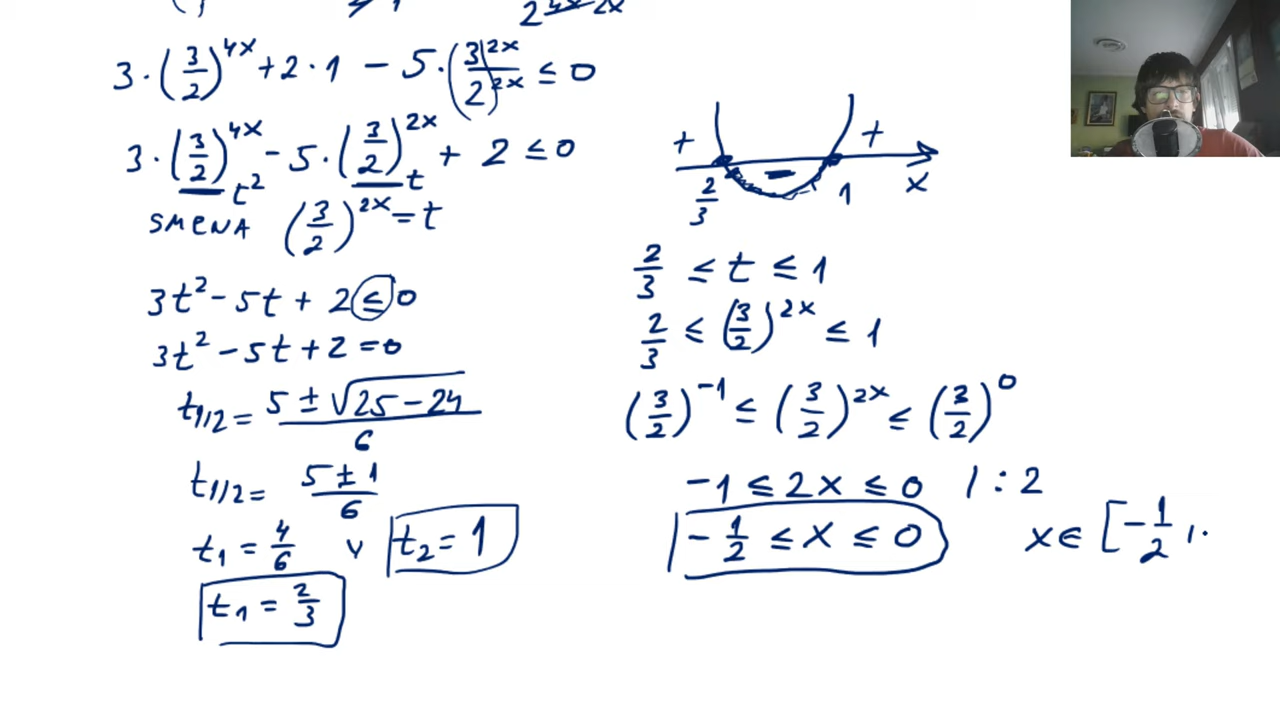 3·(3/2)^4x + 2·1 - 5·(3^2x/2^2x) ≤ 0
3·(3/2)^4x - 5·(3/2)^2x + 2 ≤ 0
t² t
SMENA (3/2)^2x = t
3t² - 5t + 2 ≤ 0
3t² - 5t + 2 = 0
t1/2 = (5 ± √25-24)/6
t1/2 = (5 ± 1)/6
t1 = 4/6 v t2 = 1
t1 = 2/3
+ - +
2/3 1 x
2/3 ≤ t ≤ 1
2/3 ≤ (3/2)^2x ≤ 1
(3/2)^-1 ≤ (3/2)^2x ≤ (3/2)^0
-1 ≤ 2x ≤ 0 /:2
-1/2 ≤ x ≤ 0 x ∈ [-1/2,